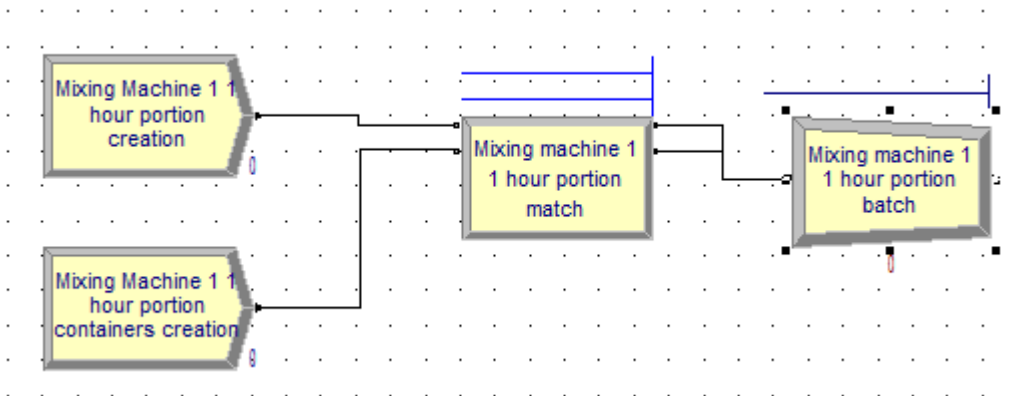 Mixing Machine 1 1
hour portion
creation
0
Mixing machine 1
1 hour portion
match
Mixing machine 1
1 hour portion
batch
0
Mixing Machine 1 1
hour portion
containers creation